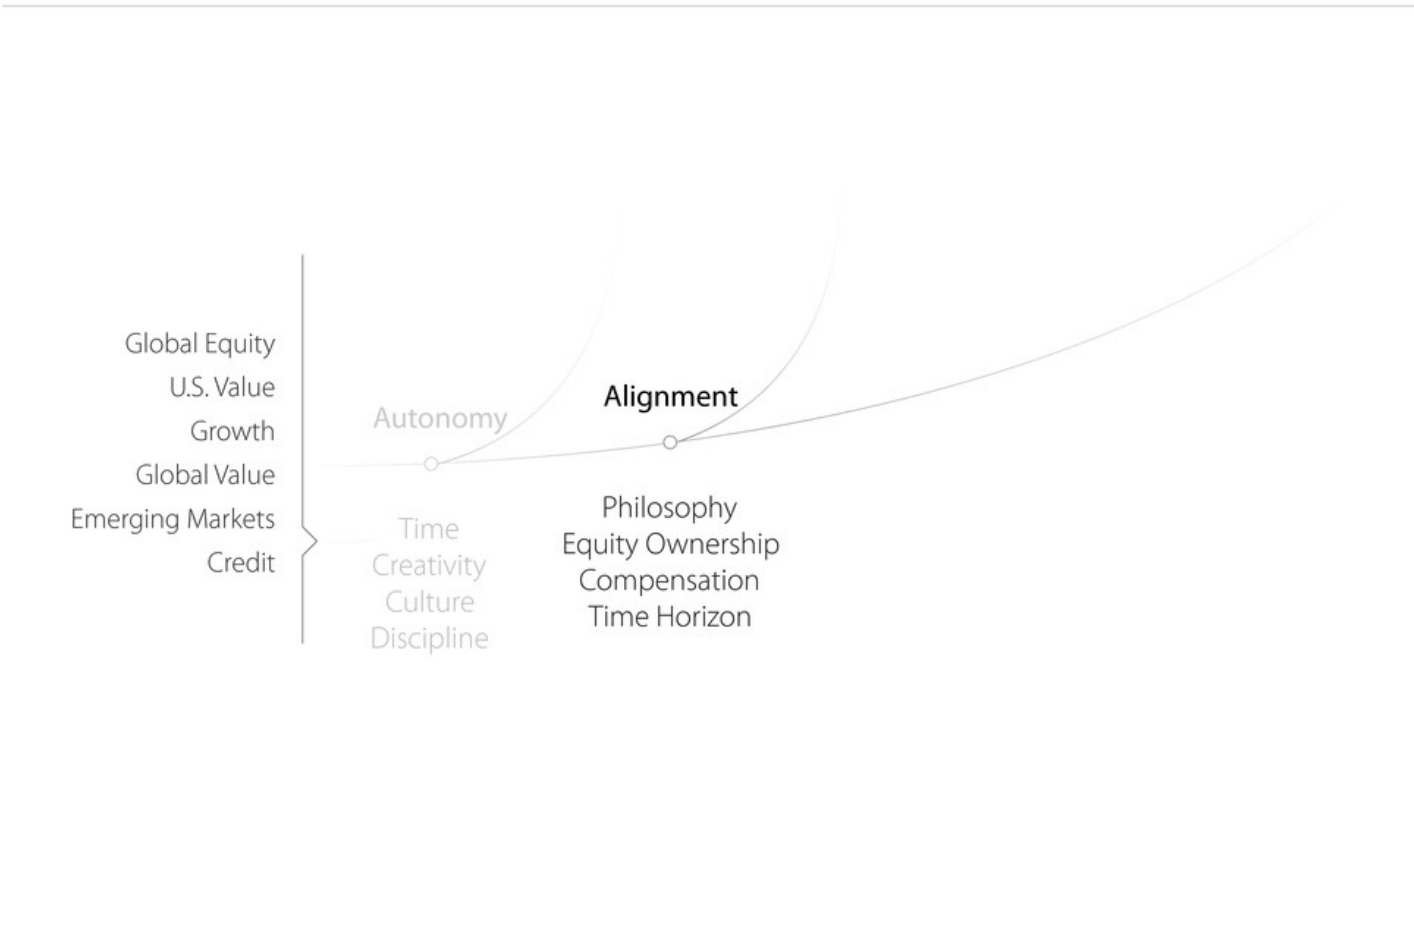 Global Equity
U.S. Value
Growth
Global Value
Emerging Markets
Credit
Autonomy
Time
Creativity
Culture
Discipline
Alignment
Philosophy
Equity Ownership
Compensation
Time Horizon